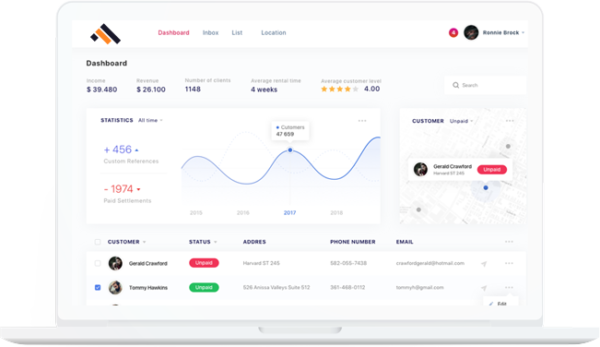 Dashboard Inbox List Location 4 Ronnie Brock
Dashboard
Income Revenue Number of clients Average rental time Average customer level
$ 39.480 $ 26.100 1148 4 weeks 4.00
Search
STATISTICS All time
Customers
47 659
+ 456
Custom References
- 1974
Paid Settlements
2015 2016 2017 2018
CUSTOMER Unpaid
Gerald Crawford
Harvard ST 245
Unpaid
CUSTOMER STATUS ADDRES PHONE NUMBER EMAIL
Gerald Crawford Unpaid Harvard ST 245 582-055-7438 crawfordgerald@hotmail.com
Tommy Hawkins Unpaid Valleys Suite 512 361-468-0112 tommyh@gmail.com
Edit